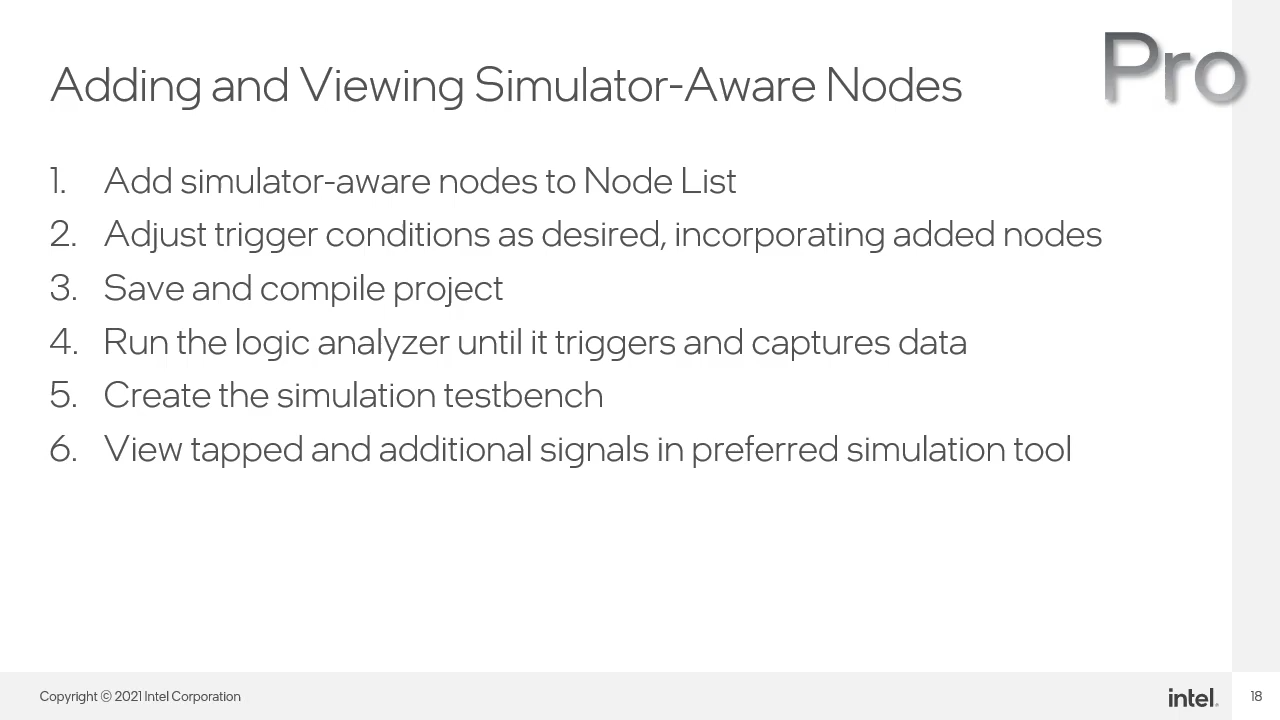 Pro
Adding and Viewing Simulator-Aware Nodes
1. Add simulator-aware nodes to Node List
2. Adjust trigger conditions as desired, incorporating added nodes
3. Save and compile project
4. Run the logic analyzer until it triggers and captures data
5. Create the simulation testbench
6. View tapped and additional signals in preferred simulation tool
Copyright © 2021 Intel Corporation
intel.
18